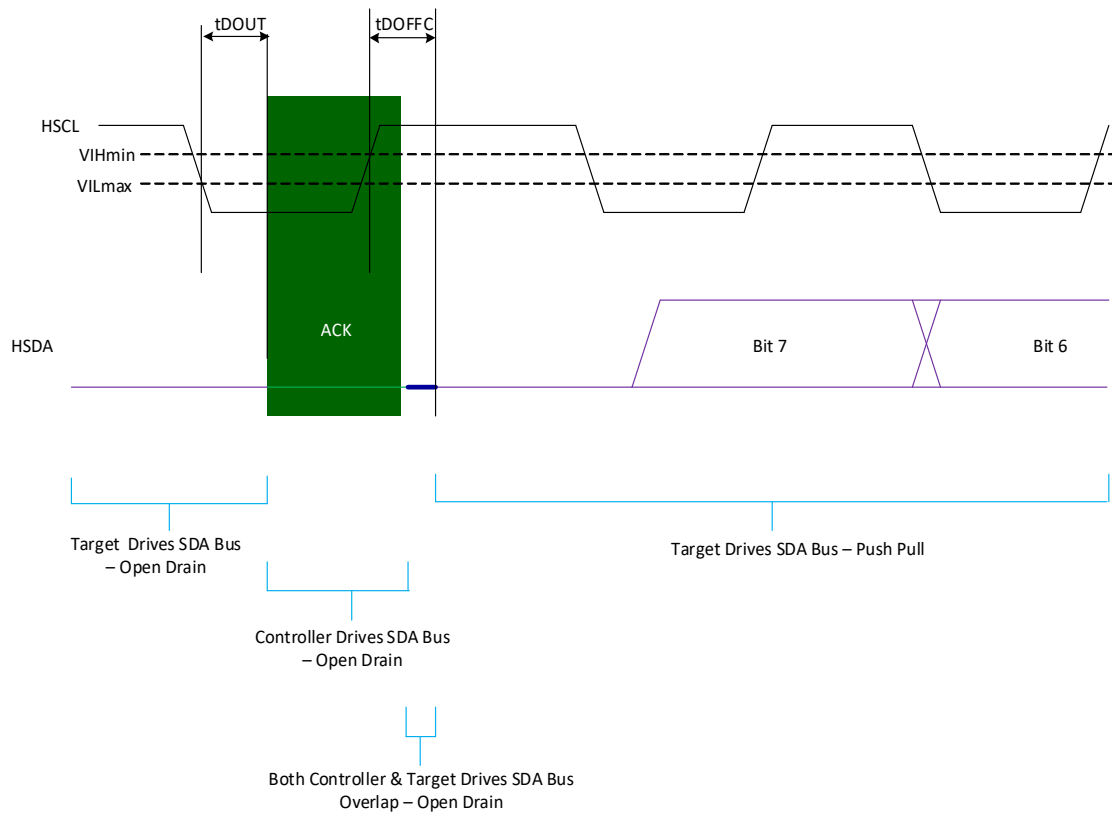 tDOUT
tDOFFC
HSCL
VIHmin
VILmax
ACK
HSDA
Bit 7
Bit 6
Target Drives SDA Bus
– Open Drain
Target Drives SDA Bus – Push Pull
Controller Drives SDA Bus
– Open Drain
Both Controller & Target Drives SDA Bus
Overlap – Open Drain